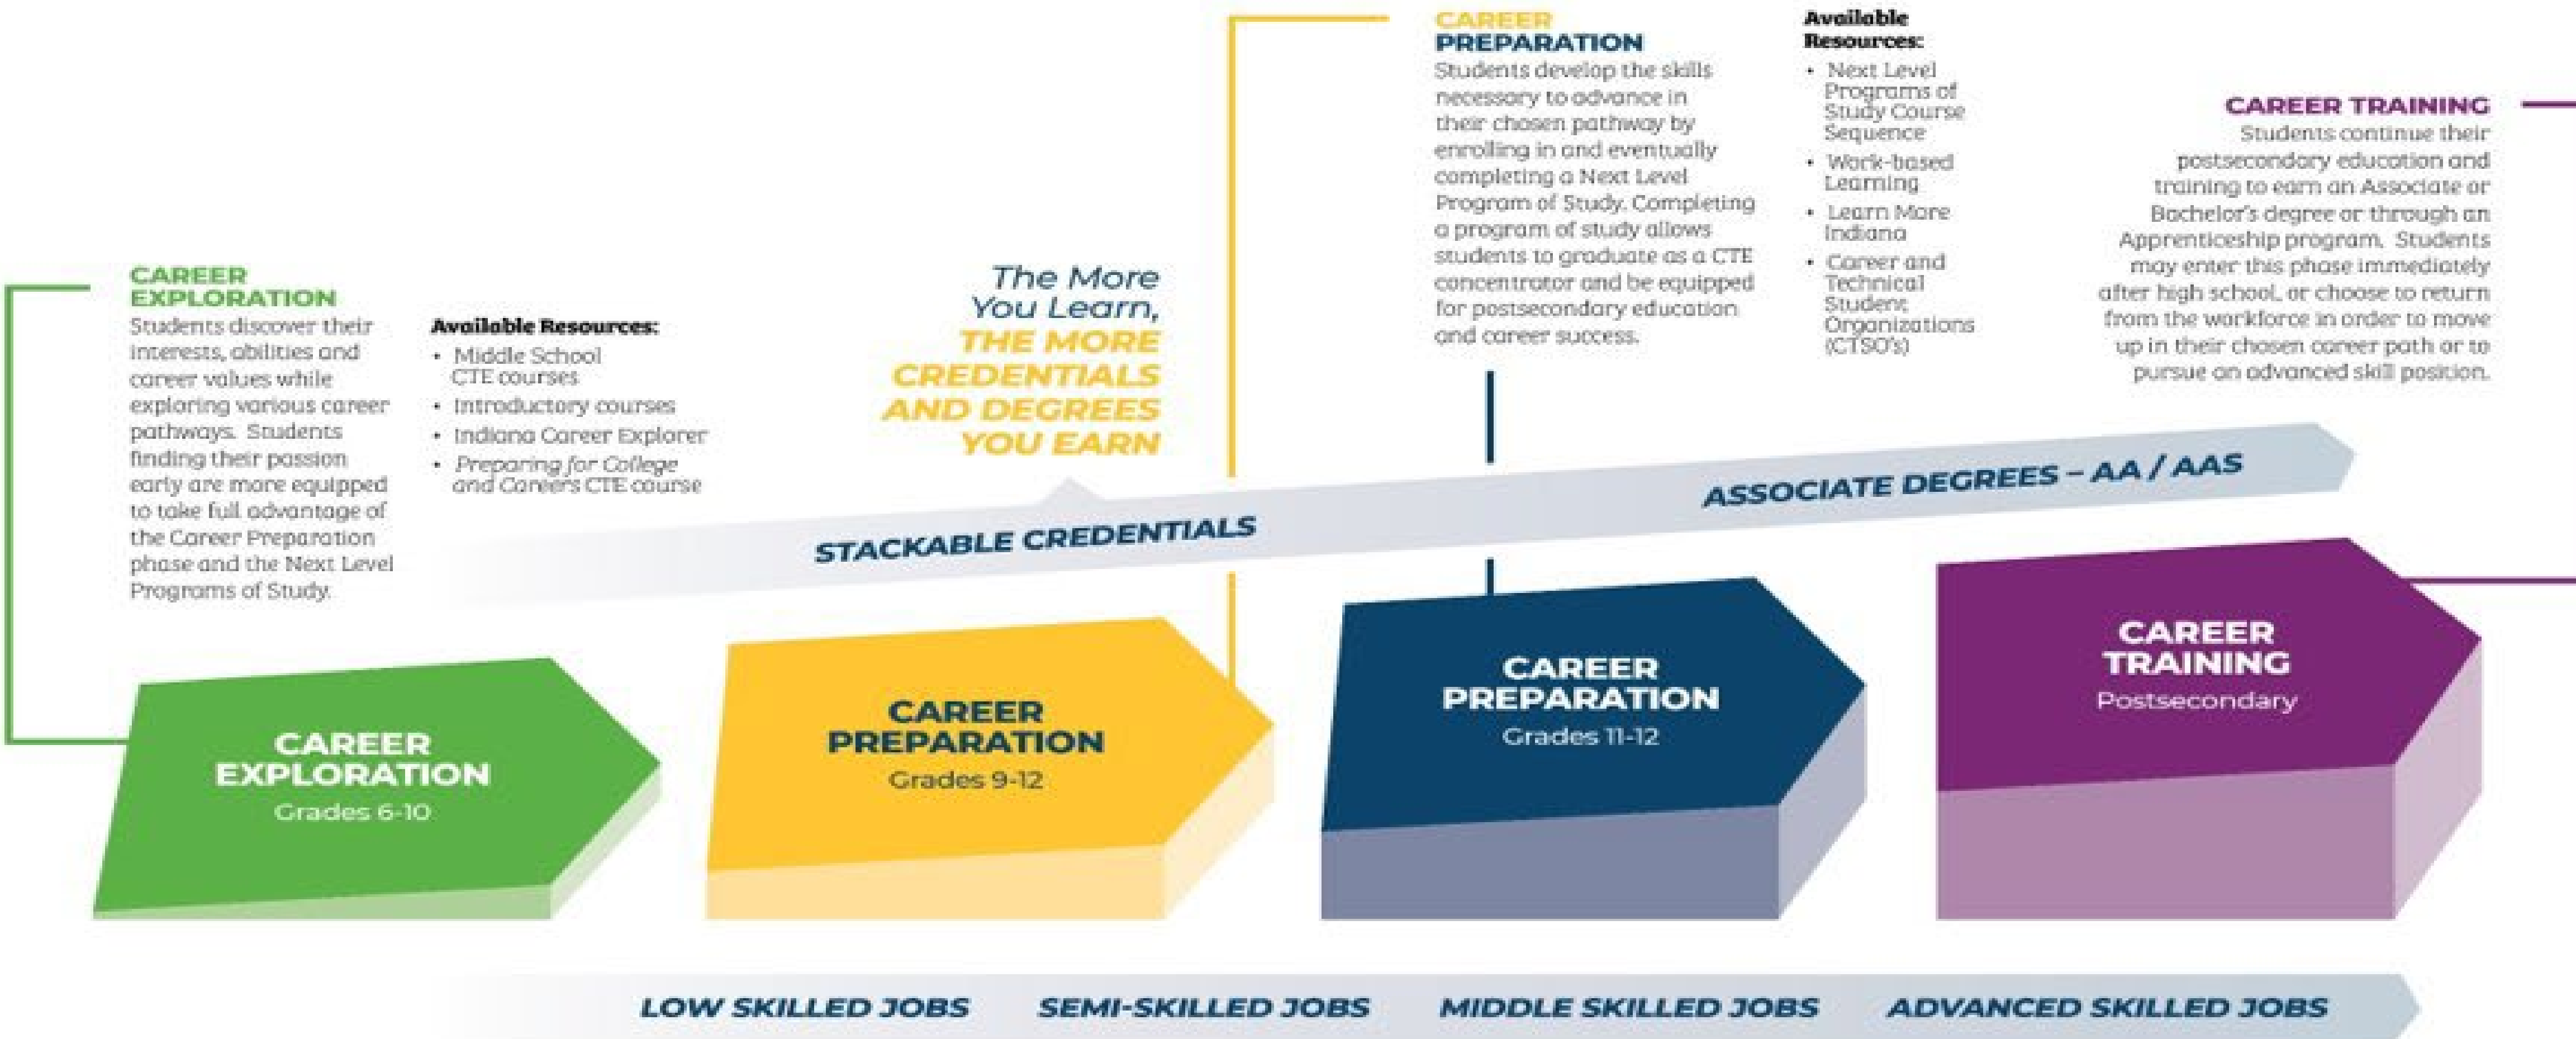 CAREER
EXPLORATION
Students discover their
interests, abilities and
career values while
exploring various career
pathways. Students
finding their passion
early are more equipped
to take full advantage of
the Career Preparation
phase and the Next Level
Programs of Study.
Available Resources:
• Middle School
CTE courses
• Introductory courses
• Indiana Career Explorer
• Preparing for College
and Careers CTE course
The More
You Learn,
THE MORE
CREDENTIALS
AND DEGREES
YOU EARN
CAREER
PREPARATION
Students develop the skills
necessary to advance in
their chosen pathway by
enrolling in and eventually
completing a Next Level
Program of Study. Completing
a program of study allows
students to graduate as a CTE
concentrator and be equipped
for postsecondary education
and career success.
Available
Resources:
• Next Level
Programs of
Study Course
Sequence
• Work-based
Learning
• Learn More
Indiana
• Career and
Technical
Student
Organizations
(CTSO's)
CAREER TRAINING
Students continue their
postsecondary education and
training to earn an Associate or
Bachelor's degree or through an
Apprenticeship program. Students
may enter this phase immediately
after high school, or choose to return
from the workforce in order to move
up in their chosen career path or to
pursue an advanced skill position.
STACKABLE CREDENTIALS
ASSOCIATE DEGREES – AA / AAS
CAREER
EXPLORATION
Grades 6-10
CAREER
PREPARATION
Grades 9-12
CAREER
PREPARATION
Grades 11-12
CAREER
TRAINING
Postsecondary
LOW SKILLED JOBS
SEMI-SKILLED JOBS
MIDDLE SKILLED JOBS
ADVANCED SKILLED JOBS